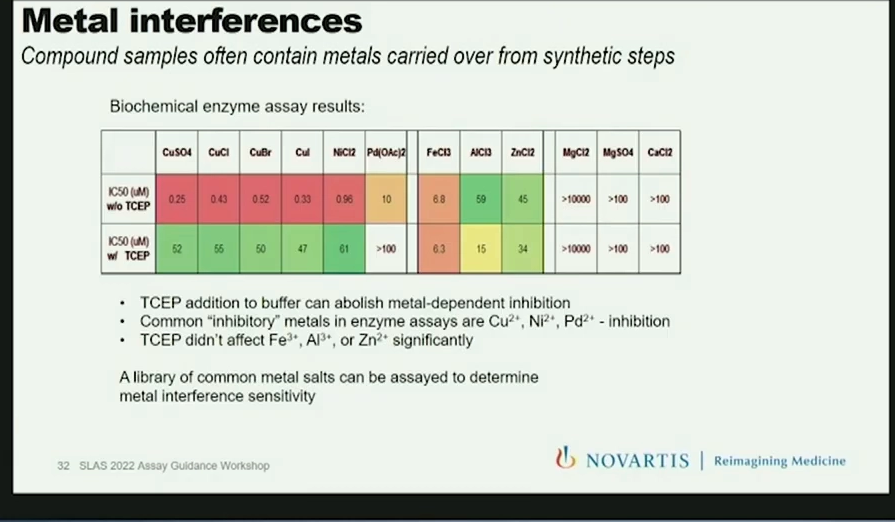 Metal interferences
Compound samples often contain metals carried over from synthetic steps
Biochemical enzyme assay results:
CuSO4 CuCl CuBr CuI NiCl2 Pd(OAc)2 FeCl3 AlCl3 ZnCl2 MgCl2 MgSO4 CaCl2
IC50 (uM)
w/o TCEP
0.25 0.43 0.52 0.33 0.96 10 6.8 59 45 >10000 >100 >100
IC50 (uM)
w/ TCEP
52 55 50 47 61 >100 6.3 15 34 >10000 >100 >100
• TCEP addition to buffer can abolish metal-dependent inhibition
• Common “inhibitory” metals in enzyme assays are Cu²⁺, Ni²⁺, Pd²⁺ - inhibition
• TCEP didn’t affect Fe³⁺, Al³⁺, or Zn²⁺ significantly
A library of common metal salts can be assayed to determine
metal interference sensitivity
32 SLAS 2022 Assay Guidance Workshop
NOVARTIS | Reimagining Medicine